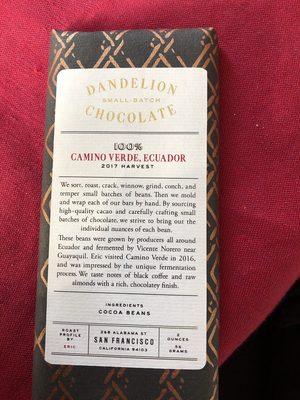 DANDELION
SMALL-BATCH
CHOCOLATE
100%
CAMINO VERDE, ECUADOR
2017 HARVEST
We sort, roast, crack, winnow, grind, conch, and
temper small batches of beans. Then we mold
and wrap each of our bars by hand. By sourcing
high-quality cacao and carefully crafting small
batches of chocolate, we strive to bring out the
individual nuances of each bean.
These beans were grown by producers all around
Ecuador and fermented by Vicente Norero near
Guayaquil. Eric visited Camino Verde in 2016,
and was impressed by the unique fermentation
process. We taste notes of black coffee and raw
almonds with a rich, chocolatey finish.
INGREDIENTS
COCOA BEANS
ROAST
PROFILE
BY
ERIC
298 ALABAMA ST
SAN FRANCISCO
CALIFORNIA 94103
2
OUNCES
56
GRAMS